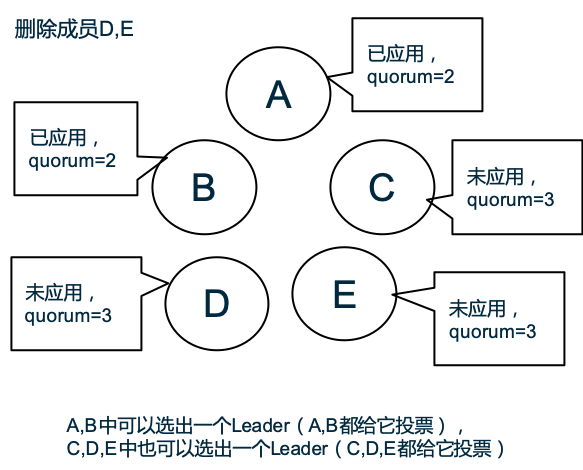 删除成员D,E
A
已应用，
quorum=2
已应用，
quorum=2
B
C
未应用，
quorum=3
未应用，
quorum=3
D
E
未应用，
quorum=3
A,B中可以选出一个Leader（A,B都给它投票），
C,D,E中也可以选出一个Leader（C,D,E都给它投票）